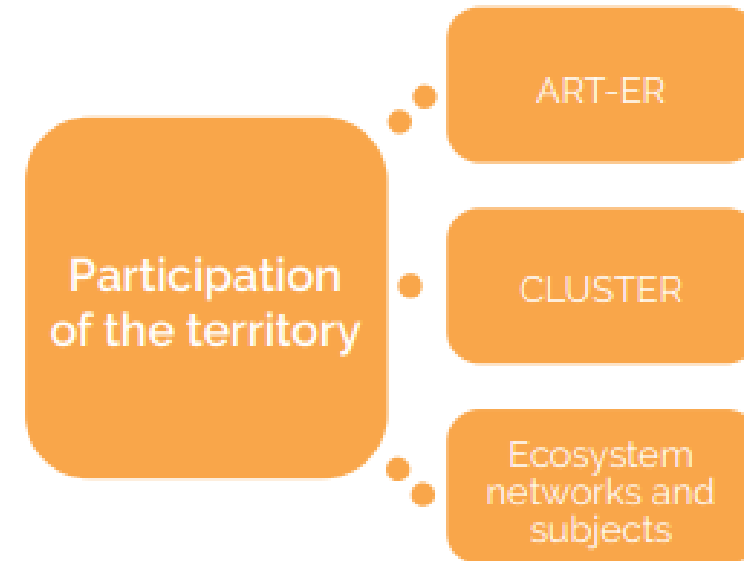 Participation
of the territory
ART-ER
CLUSTER
Ecosystem
networks and
subjects